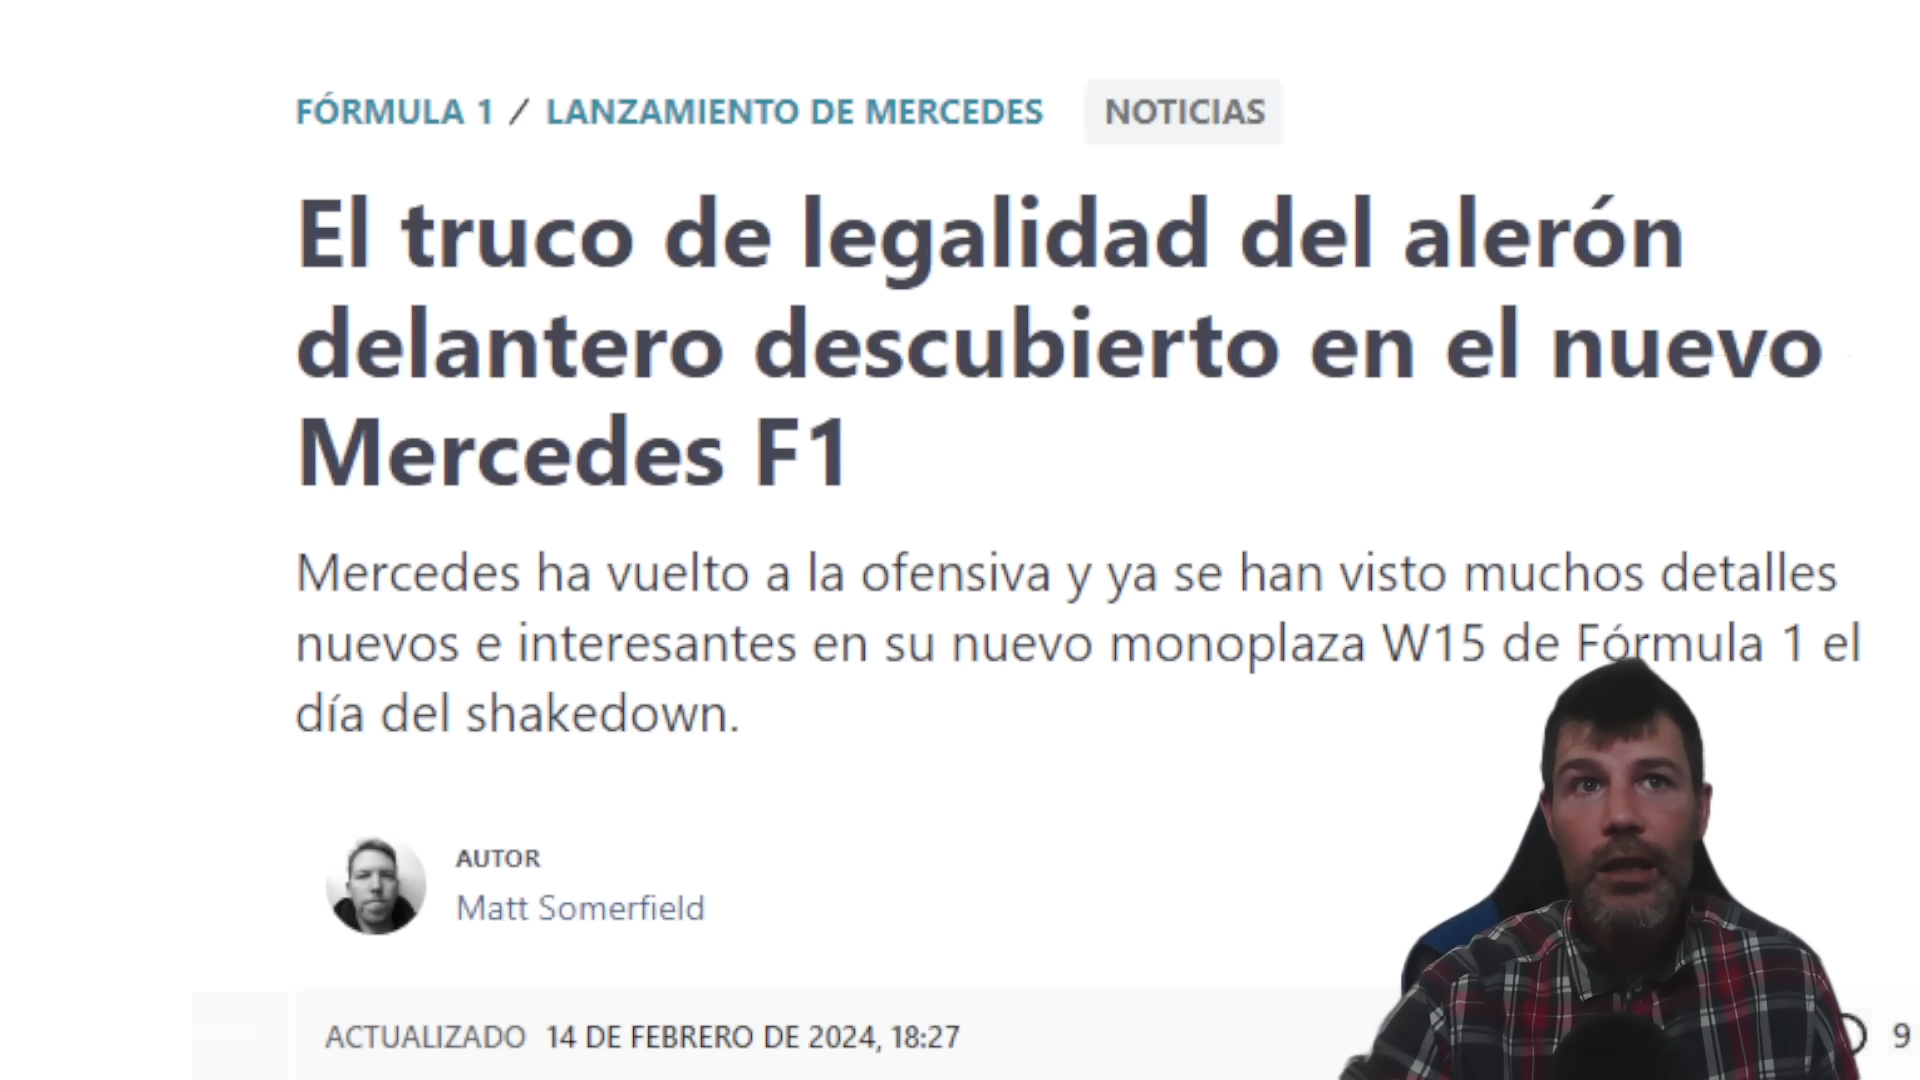 FÓRMULA 1 / LANZAMIENTO DE MERCEDES NOTICIAS
El truco de legalidad del alerón
delantero descubierto en el nuevo
Mercedes F1
Mercedes ha vuelto a la ofensiva y ya se han visto muchos detalles
nuevos e interesantes en su nuevo monoplaza W15 de Fórmula 1 el
día del shakedown.
AUTOR
Matt Somerfield
ACTUALIZADO 14 DE FEBRERO DE 2024, 18:27
9